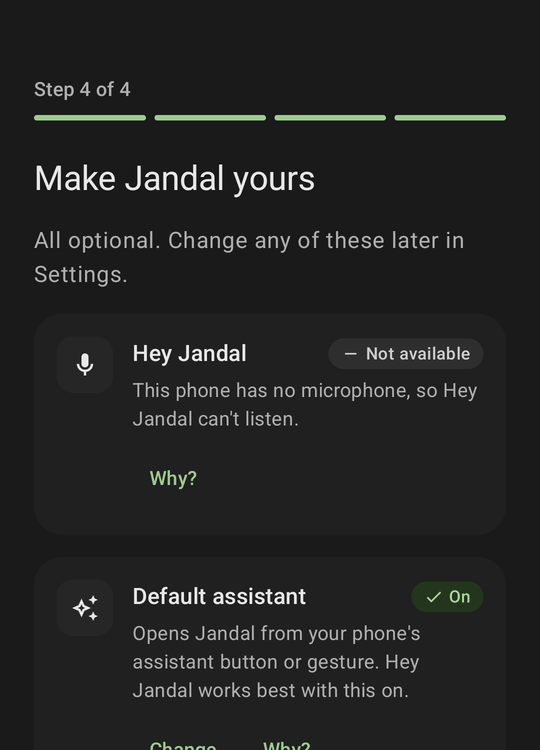 Step 4 of 4
Make Jandal yours
All optional. Change any of these later in
Settings.
Hey Jandal
Not available
This phone has no microphone, so Hey
Jandal can't listen.
Why?
Default assistant
On
Opens Jandal from your phone's
assistant button or gesture. Hey
Jandal works best with this on.
Change Why?